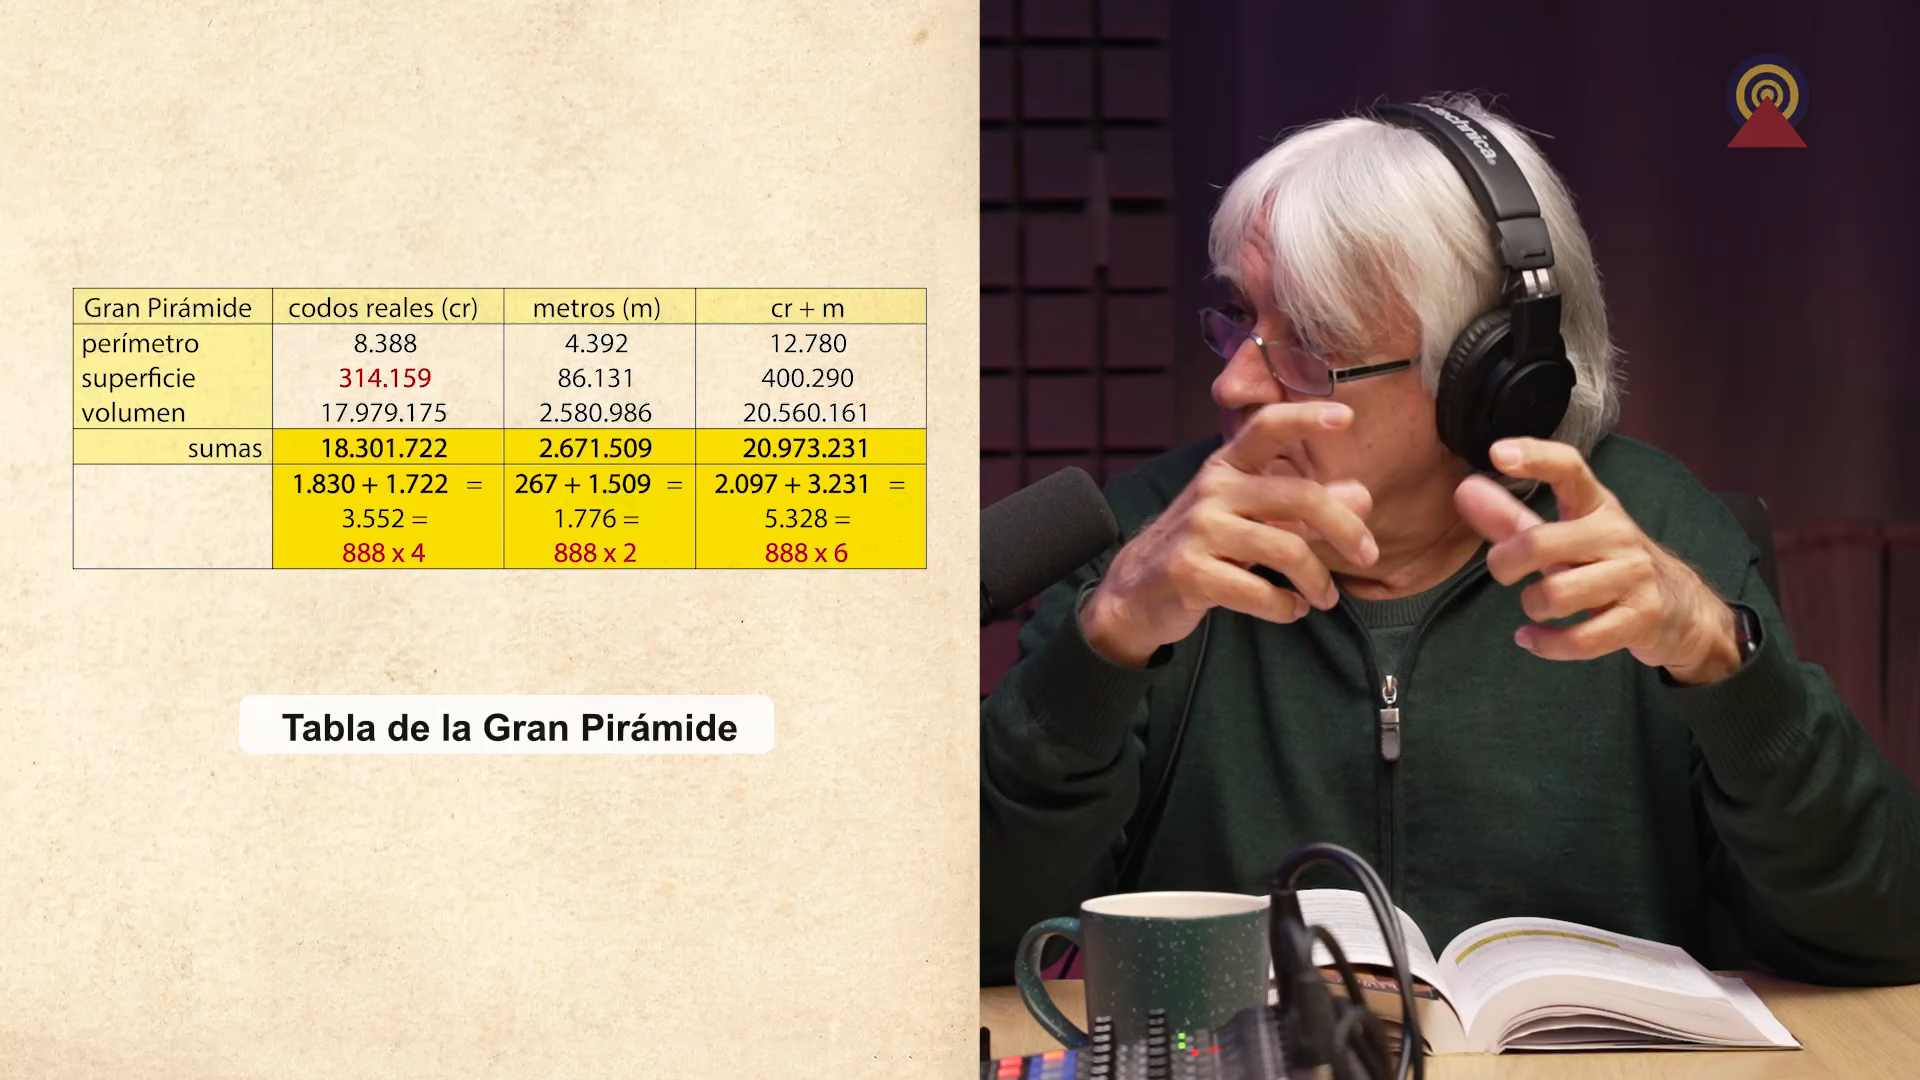 Gran Pirámide codos reales (cr) metros (m) cr + m
perímetro 8.388 4.392 12.780
superficie 314.159 86.131 400.290
volumen 17.979.175 2.580.986 20.560.161
sumas 18.301.722 2.671.509 20.973.231
1.830 + 1.722 = 267 + 1.509 = 2.097 + 3.231 =
3.552 = 1.776 = 5.328 =
888 x 4 888 x 2 888 x 6
Tabla de la Gran Pirámide
technica